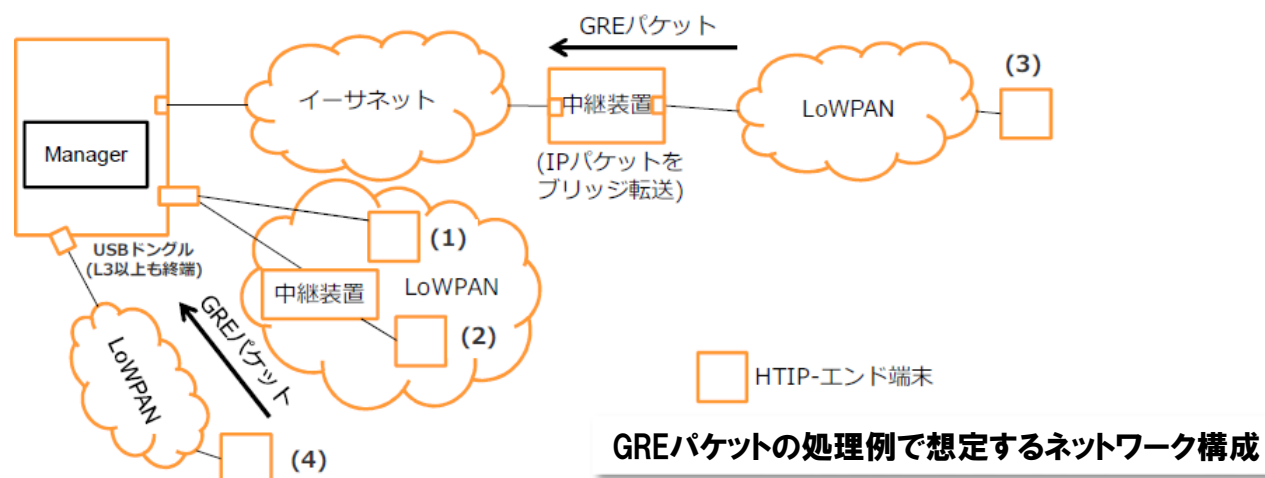 GREパケット
(3)
イーサネット
中継装置
LoWPAN
Manager
(IPパケットを
ブリッジ転送)
(1)
USBドングル
(L3以上も終端)
中継装置
LoWPAN
GREパケット
(2)
LoWPAN
HTIP-エンド端末
(4)
GREパケットの処理例で想定するネットワーク構成